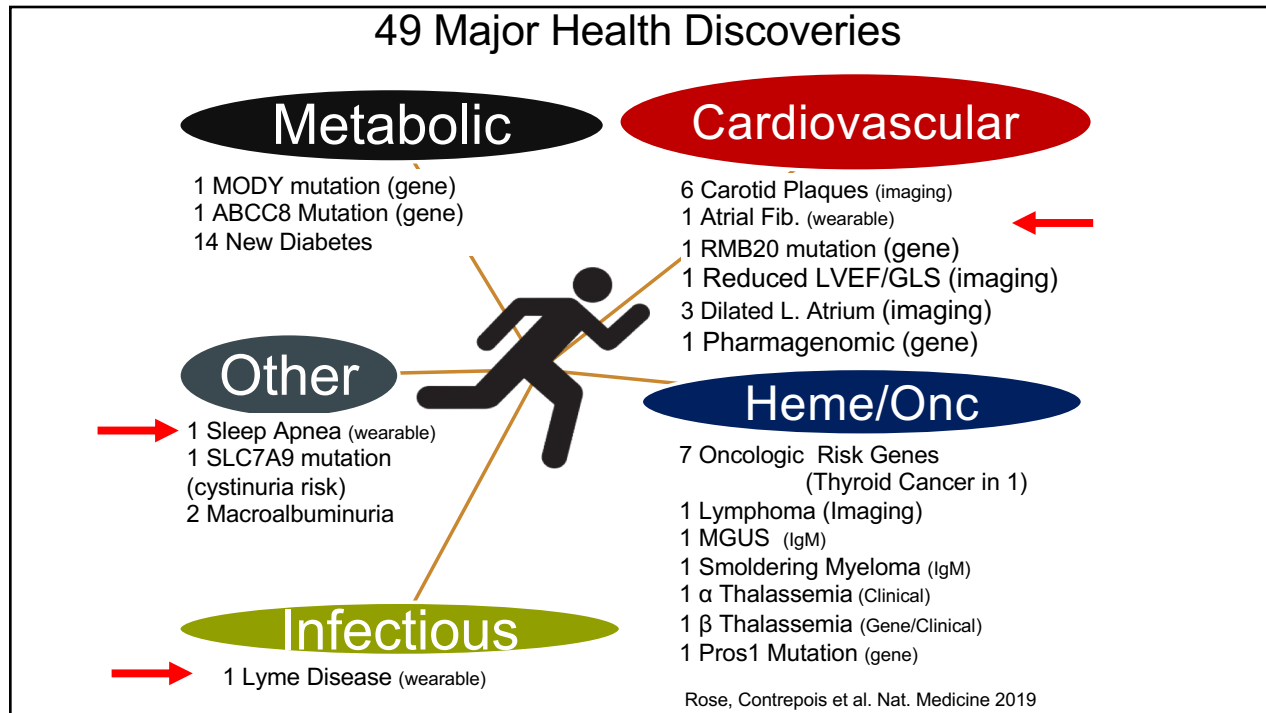 49 Major Health Discoveries
Metabolic
1 MODY mutation (gene)
1 ABCC8 Mutation (gene)
14 New Diabetes
Cardiovascular
6 Carotid Plaques (imaging)
1 Atrial Fib. (wearable)
1 RMB20 mutation (gene)
1 Reduced LVEF/GLS (imaging)
3 Dilated L. Atrium (imaging)
1 Pharmagenomic (gene)
Other
1 Sleep Apnea (wearable)
1 SLC7A9 mutation
(cystinuria risk)
2 Macroalbuminuria
Heme/Onc
7 Oncologic Risk Genes
(Thyroid Cancer in 1)
1 Lymphoma (Imaging)
1 MGUS (IgM)
1 Smoldering Myeloma (IgM)
1 α Thalassemia (Clinical)
1 β Thalassemia (Gene/Clinical)
1 Pros1 Mutation (gene)
Infectious
1 Lyme Disease (wearable)
Rose, Contrepois et al. Nat. Medicine 2019